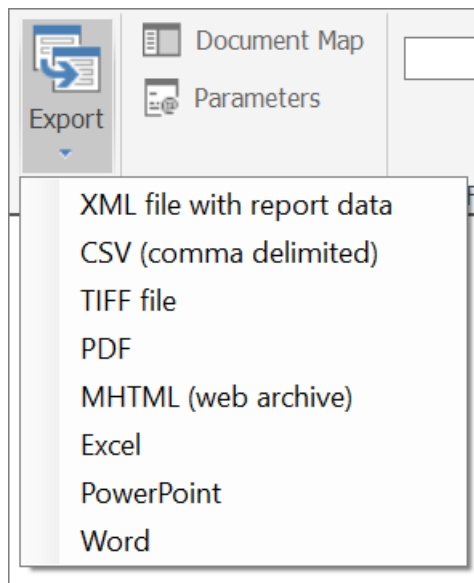 Document Map
Parameters
Export
XML file with report data
CSV (comma delimited)
TIFF file
PDF
MHTML (web archive)
Excel
PowerPoint
Word